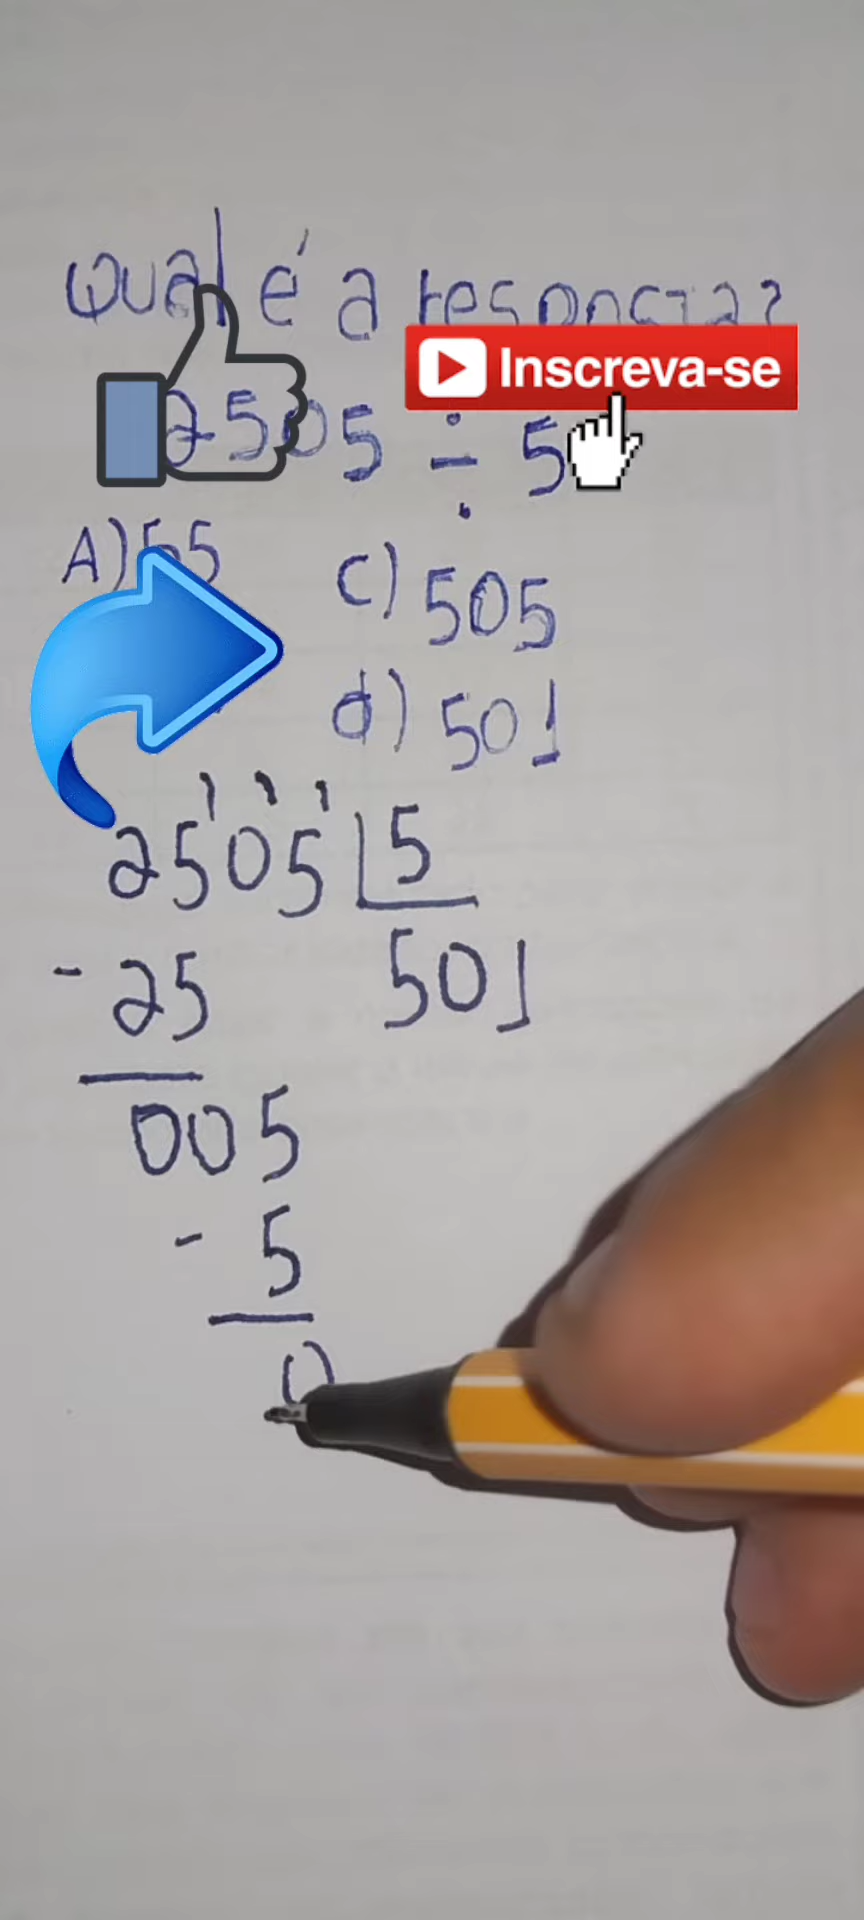 Qual é a resposta?
Inscreva-se
2505 ÷ 5
A) 55
C) 505
d) 501
2505 5
- 25 501
005
- 5
0